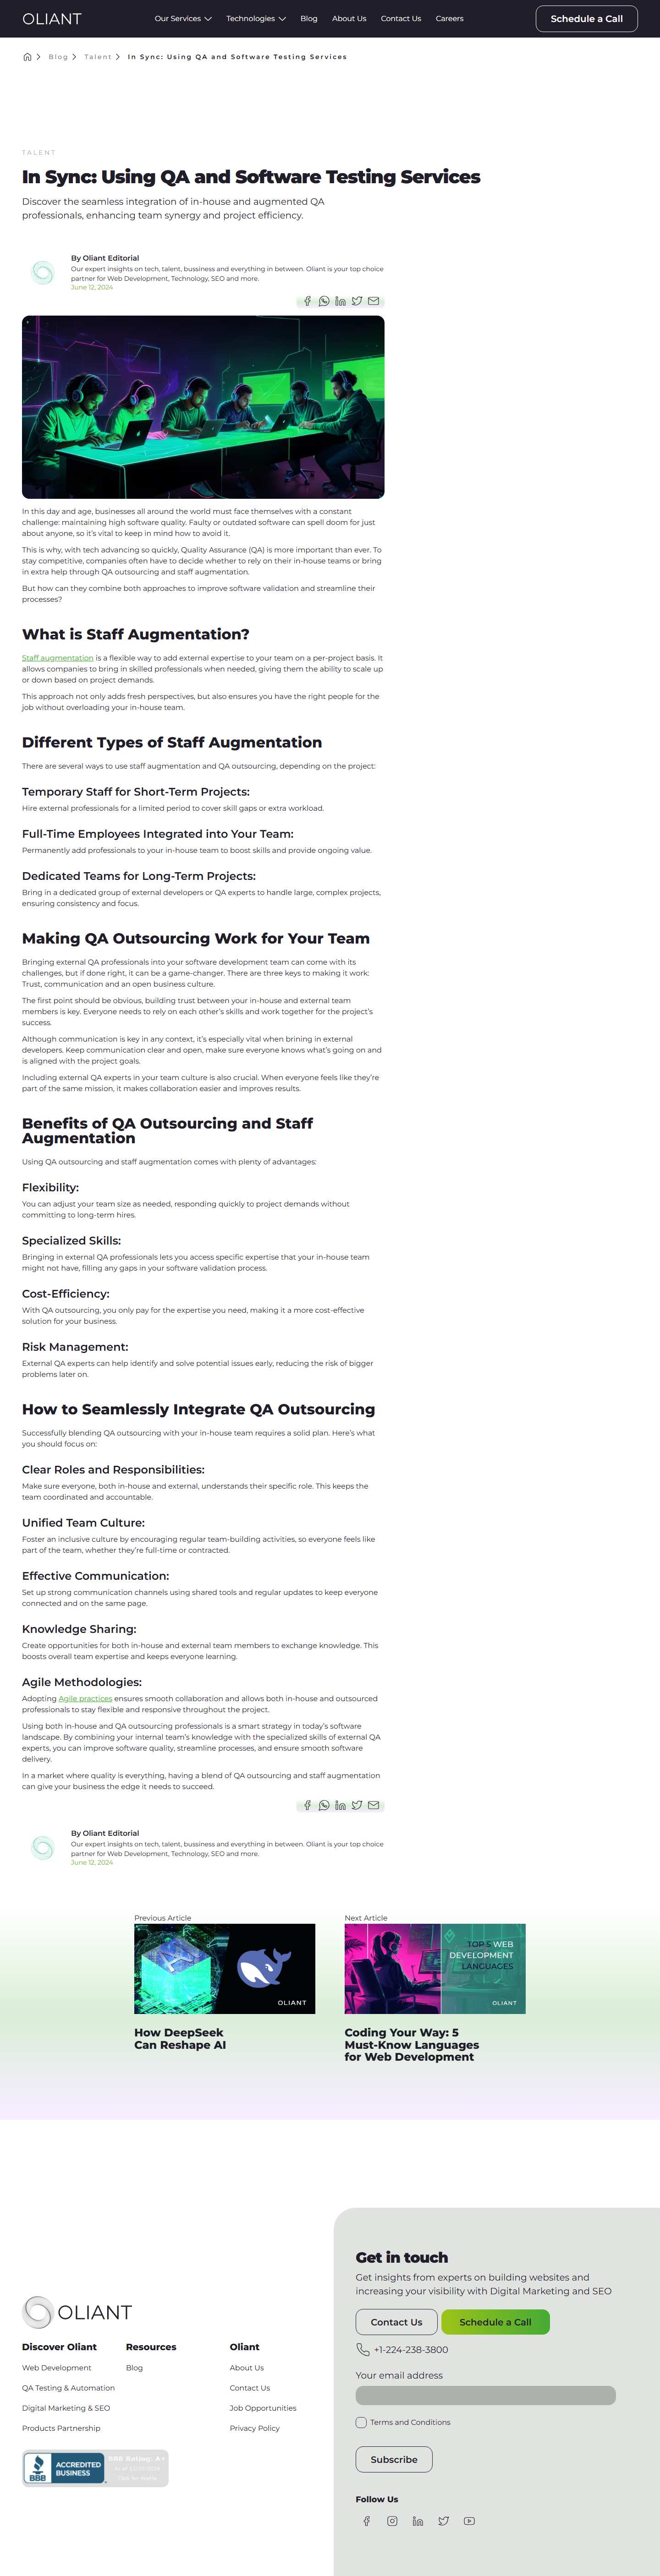 OLIANT
Our Services
Technologies
Blog
About Us
Contact Us
Careers
Schedule a Call
Blog
Talent
In Sync: Using QA and Software Testing Services
TALENT
In Sync: Using QA and Software Testing Services
Discover the seamless integration of in-house and augmented QA
professionals, enhancing team synergy and project efficiency.
By Oliant Editorial
Our expert insights on tech, talent, bussiness and everything in between. Oliant is your top choice
partner for Web Development, Technology, SEO and more.
June 12, 2024
In this day and age, businesses all around the world must face themselves with a constant
challenge: maintaining high software quality. Faulty or outdated software can spell doom for just
about anyone, so it's vital to keep in mind how to avoid it.
This is why, with tech advancing so quickly, Quality Assurance (QA) is more important than ever. To
stay competitive, companies often have to decide whether to rely on their in-house teams or bring
in extra help through QA outsourcing and staff augmentation.
But how can they combine both approaches to improve software validation and streamline their
processes?
What is Staff Augmentation?
Staff augmentation is a flexible way to add external expertise to your team on a per-project basis. It
allows companies to bring in skilled professionals when needed, giving them the ability to scale up
or down based on project demands.
This approach not only adds fresh perspectives, but also ensures you have the right people for the
job without overloading your in-house team.
Different Types of Staff Augmentation
There are several ways to use staff augmentation and QA outsourcing, depending on the project:
Temporary Staff for Short-Term Projects:
Hire external professionals for a limited period to cover skill gaps or extra workload.
Full-Time Employees Integrated into Your Team:
Permanently add professionals to your in-house team to boost skills and provide ongoing value.
Dedicated Teams for Long-Term Projects:
Bring in a dedicated group of external developers or QA experts to handle large, complex projects,
ensuring consistency and focus.
Making QA Outsourcing Work for Your Team
Bringing external QA professionals into your software development team can come with its
challenges, but if done right, it can be a game-changer. There are three keys to making it work:
Trust, communication and an open business culture.
The first point should be obvious, building trust between your in-house and external team
members is key. Everyone needs to rely on each other's skills and work together for the project's
success.
Although communication is key in any context, it's especially vital when brining in external
developers. Keep communication clear and open, make sure everyone knows what's going on and
is aligned with the project goals.
Including external QA experts in your team culture is also crucial. When everyone feels like they're
part of the same mission, it makes collaboration easier and improves results.
Benefits of QA Outsourcing and Staff
Augmentation
Using QA outsourcing and staff augmentation comes with plenty of advantages:
Flexibility:
You can adjust your team size as needed, responding quickly to project demands without
committing to long-term hires.
Specialized Skills:
Bringing in external QA professionals lets you access specific expertise that your in-house team
might not have, filling any gaps in your software validation process.
Cost-Efficiency:
With QA outsourcing, you only pay for the expertise you need, making it a more cost-effective
solution for your business.
Risk Management:
External QA experts can help identify and solve potential issues early, reducing the risk of bigger
problems later on.
How to Seamlessly Integrate QA Outsourcing
Successfully blending QA outsourcing with your in-house team requires a solid plan. Here's what
you should focus on:
Clear Roles and Responsibilities:
Make sure everyone, both in-house and external, understands their specific role. This keeps the
team coordinated and accountable.
Unified Team Culture:
Foster an inclusive culture by encouraging regular team-building activities, so everyone feels like
part of the team, whether they're full-time or contracted.
Effective Communication:
Set up strong communication channels using shared tools and regular updates to keep everyone
connected and on the same page.
Knowledge Sharing:
Create opportunities for both in-house and external team members to exchange knowledge. This
boosts overall team expertise and keeps everyone learning.
Agile Methodologies:
Adopting Agile practices ensures smooth collaboration and allows both in-house and outsourced
professionals to stay flexible and responsive throughout the project.
Using both in-house and QA outsourcing professionals is a smart strategy in today's software
landscape. By combining your internal team's knowledge with the specialized skills of external QA
experts, you can improve software quality, streamline processes, and ensure smooth software
delivery.
In a market where quality is everything, having a blend of QA outsourcing and staff augmentation
can give your business the edge it needs to succeed.
By Oliant Editorial
Our expert insights on tech, talent, bussiness and everything in between. Oliant is your top choice
partner for Web Development, Technology, SEO and more.
June 12, 2024
Previous Article
OLIANT
How DeepSeek
Can Reshape AI
Next Article
TOP 5 WEB
DEVELOPMENT
LANGUAGES
OLIANT
Coding Your Way: 5
Must-Know Languages
for Web Development
OLIANT
Discover Oliant
Web Development
QA Testing & Automation
Digital Marketing & SEO
Products Partnership
Resources
Blog
Oliant
About Us
Contact Us
Job Opportunities
Privacy Policy
BBB
ACCREDITED
BUSINESS
BBB Rating: A+
Get in touch
Get insights from experts on building websites and
increasing your visibility with Digital Marketing and SEO
Contact Us
Schedule a Call
+1-224-238-3800
Your email address
Terms and Conditions
Subscribe
Follow Us